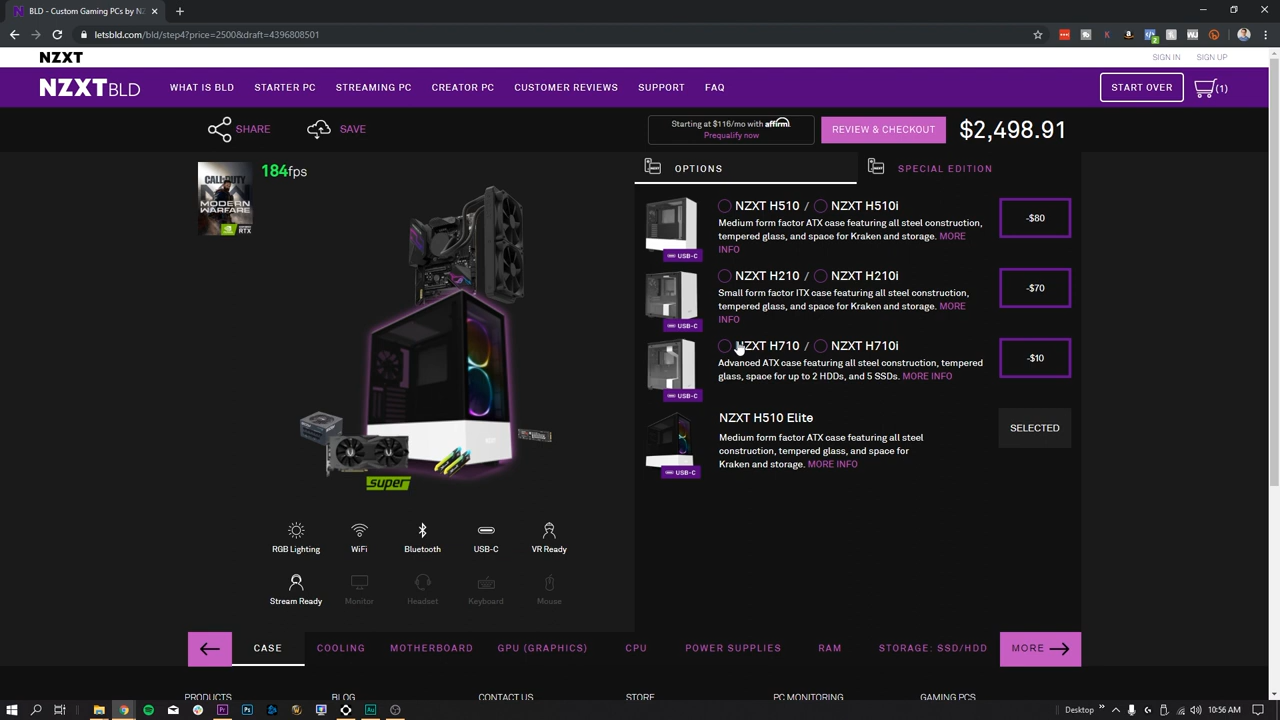 BLD - Custom Gaming PCs by NZ
letsbld.com/bld/step4?price=2500&draft=4396808501
NZXT
SIGN IN SIGN UP
NZXT BLD
WHAT IS BLD STARTER PC STREAMING PC CREATOR PC CUSTOMER REVIEWS SUPPORT FAQ
START OVER
(1)
SHARE SAVE
Starting at $116/mo with affirm.
Prequalify now
REVIEW & CHECKOUT
$2,498.91
CALL OF DUTY
MODERN
WARFARE
RTX
184fps
OPTIONS
SPECIAL EDITION
NZXT H510 / NZXT H510i
Medium form factor ATX case featuring all steel construction,
tempered glass, and space for Kraken and storage. MORE
INFO
USB-C
-$80
NZXT H210 / NZXT H210i
Small form factor ITX case featuring all steel construction,
tempered glass, and space for Kraken and storage. MORE
INFO
USB-C
-$70
NZXT H710 / NZXT H710i
Advanced ATX case featuring all steel construction, tempered
glass, space for up to 2 HDDs, and 5 SSDs. MORE INFO
USB-C
-$10
NZXT H510 Elite
Medium form factor ATX case featuring all steel
construction, tempered glass, and space for
Kraken and storage. MORE INFO
USB-C
SELECTED
SUPER
RGB Lighting WiFi Bluetooth USB-C VR Ready
Stream Ready Monitor Headset Keyboard Mouse
CASE COOLING MOTHERBOARD GPU (GRAPHICS) CPU POWER SUPPLIES RAM STORAGE: SSD/HDD MORE
PRODUCTS BLOG CONTACT US STORE PC MONITORING GAMING PCS
Desktop 10:56 AM